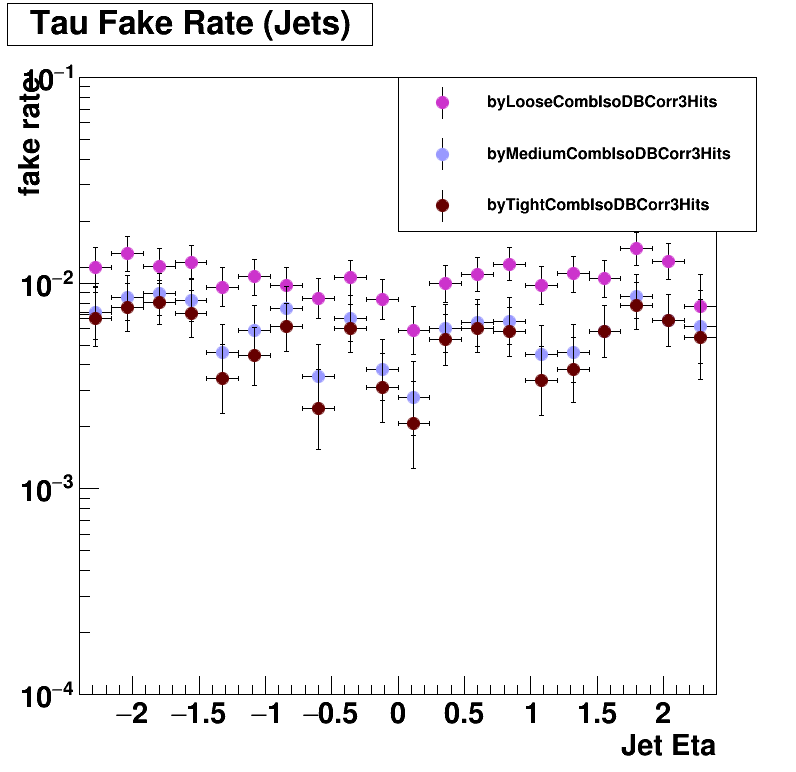 Tau Fake Rate (Jets)
fake rate
10⁻¹
byLooseCombIsoDBCorr3Hits
byMediumCombIsoDBCorr3Hits
byTightCombIsoDBCorr3Hits
10⁻²
10⁻³
10⁻⁴
−2 −1.5 −1 −0.5 0 0.5 1 1.5 2
Jet Eta